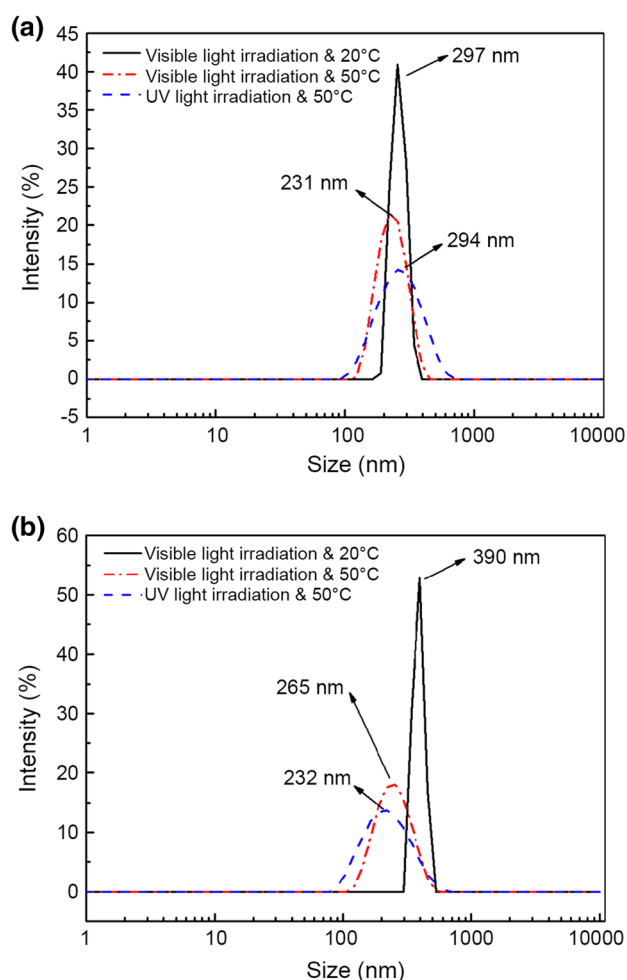 (a)
45
40
35
30
25
20
15
10
5
0
-5
Intensity (%)
Visible light irradiation & 20°C
Visible light irradiation & 50°C
UV light irradiation & 50°C
297 nm
231 nm
294 nm
1 10 100 1000 10000
Size (nm)
(b)
60
50
40
30
20
10
0
Intensity (%)
Visible light irradiation & 20°C
Visible light irradiation & 50°C
UV light irradiation & 50°C
390 nm
265 nm
232 nm
1 10 100 1000 10000
Size (nm)